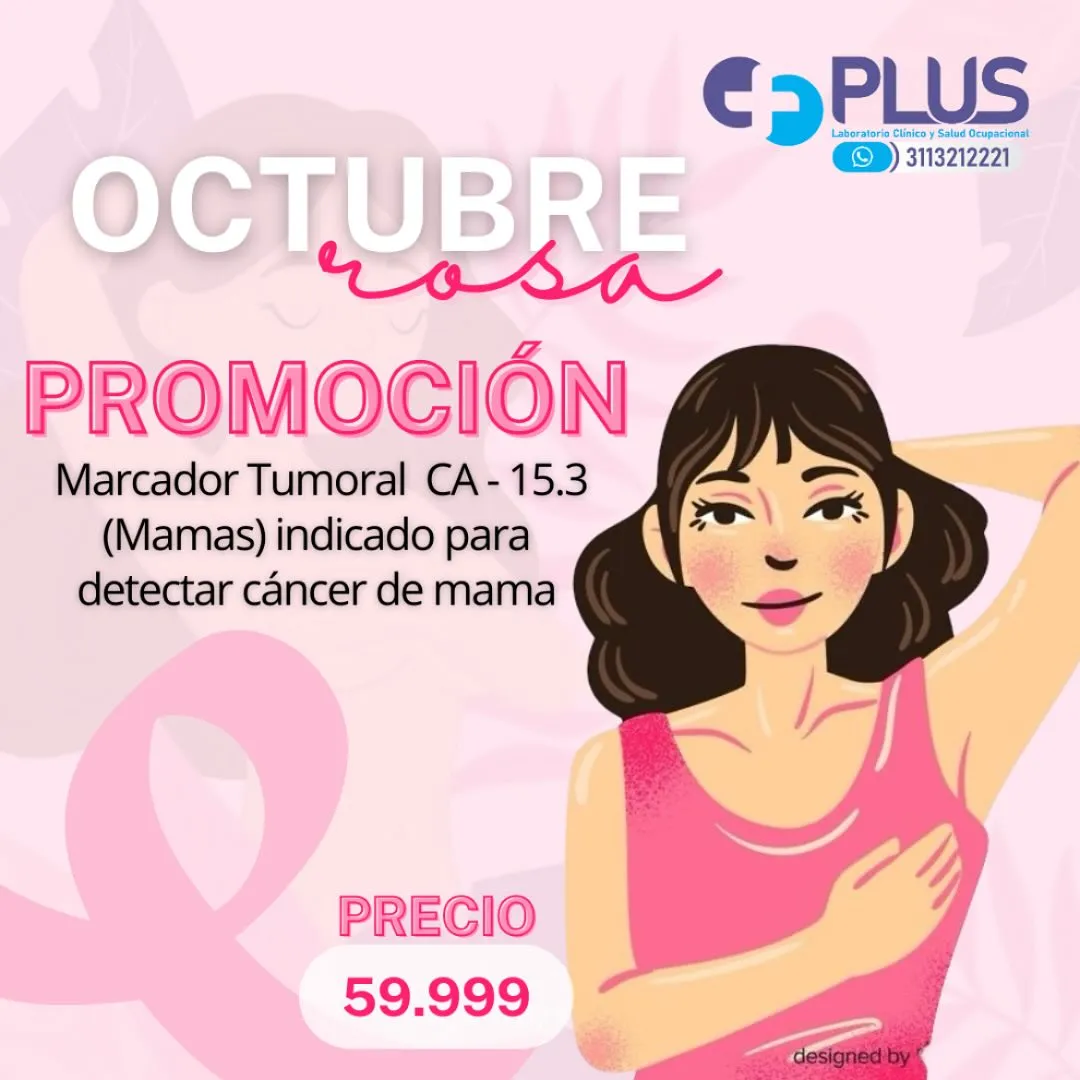 PLUS
Laboratorio Clínico y Salud Ocupacional
3113212221
OCTUBRE
rosa
PROMOCIÓN
Marcador Tumoral CA - 15.3
(Mamas) indicado para
detectar cáncer de mama
PRECIO
59.999
designed by